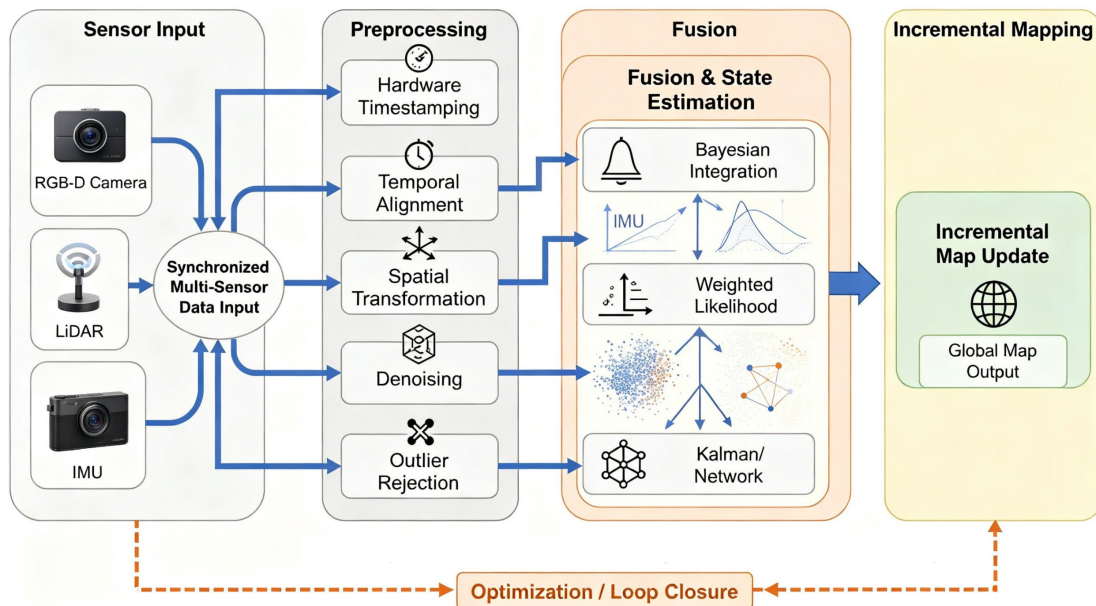 Sensor Input
RGB-D Camera
LiDAR
IMU
Synchronized
Multi-Sensor
Data Input
Preprocessing
Hardware
Timestamping
Temporal
Alignment
Spatial
Transformation
Denoising
Outlier
Rejection
Fusion
Fusion & State
Estimation
Bayesian
Integration
IMU
Weighted
Likelihood
Kalman/
Network
Incremental Mapping
Incremental
Map Update
Global Map
Output
Optimization / Loop Closure